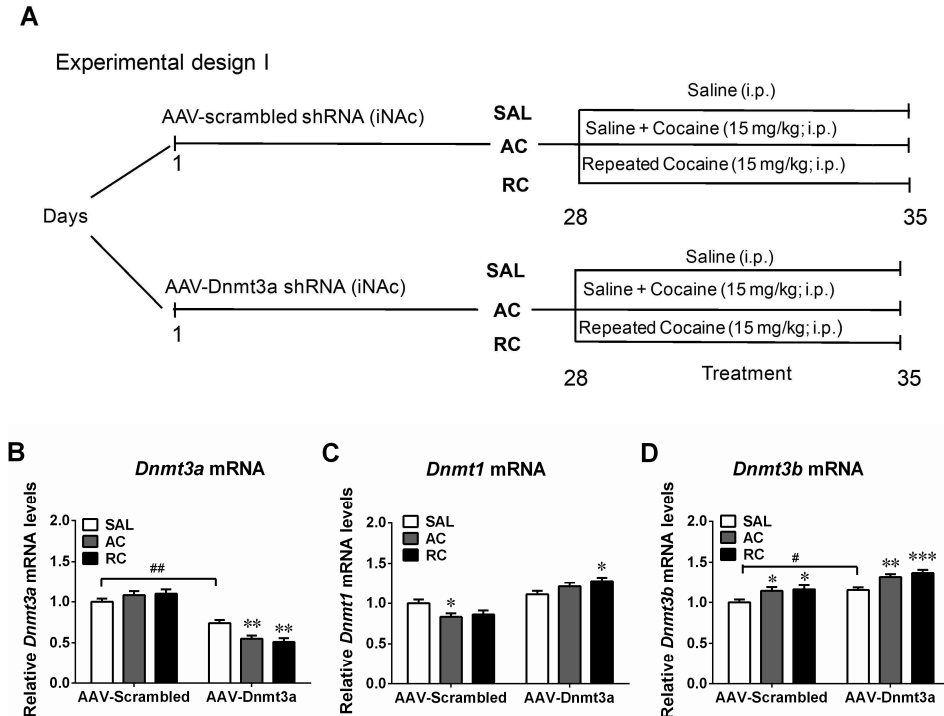 A
Experimental design I
Saline (i.p.)
AAV-scrambled shRNA (iNAc)
SAL
Saline + Cocaine (15 mg/kg; i.p.)
AC
1
Repeated Cocaine (15 mg/kg; i.p.)
RC
Days
28
35
Saline (i.p.)
AAV-Dnmt3a shRNA (iNAc)
SAL
Saline + Cocaine (15 mg/kg; i.p.)
AC
1
Repeated Cocaine (15 mg/kg; i.p.)
RC
28
Treatment
35
B
Dnmt3a mRNA
Relative Dnmt3a mRNA levels
2.0
1.5
1.0
0.5
0.0
SAL
AC
RC
##
** **
AAV-Scrambled
AAV-Dnmt3a
C
Dnmt1 mRNA
Relative Dnmt1 mRNA levels
2.0
1.5
1.0
0.5
0.0
SAL
AC
RC
*
*
AAV-Scrambled
AAV-Dnmt3a
D
Dnmt3b mRNA
Relative Dnmt3b mRNA levels
2.0
1.5
1.0
0.5
0.0
SAL
AC
RC
#
* *
** ***
AAV-Scrambled
AAV-Dnmt3a